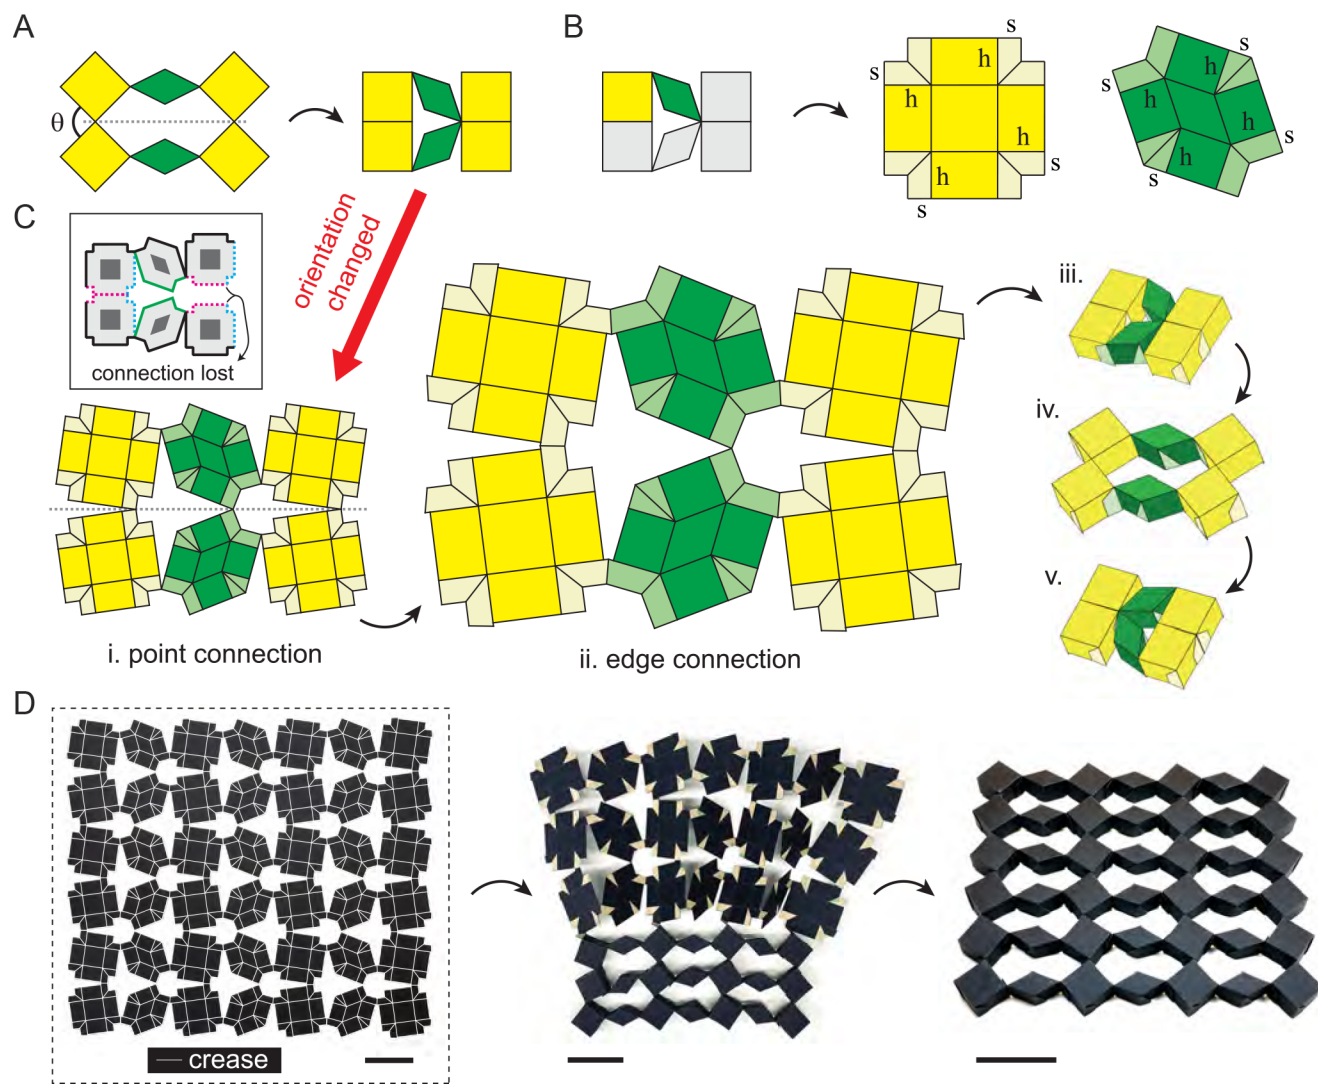 A
B
θ
s
h
s
h
h
s
h
s
s
h
s
h
h
s
h
s
C
orientation
changed
connection lost
iii.
iv.
v.
i. point connection
ii. edge connection
D
crease